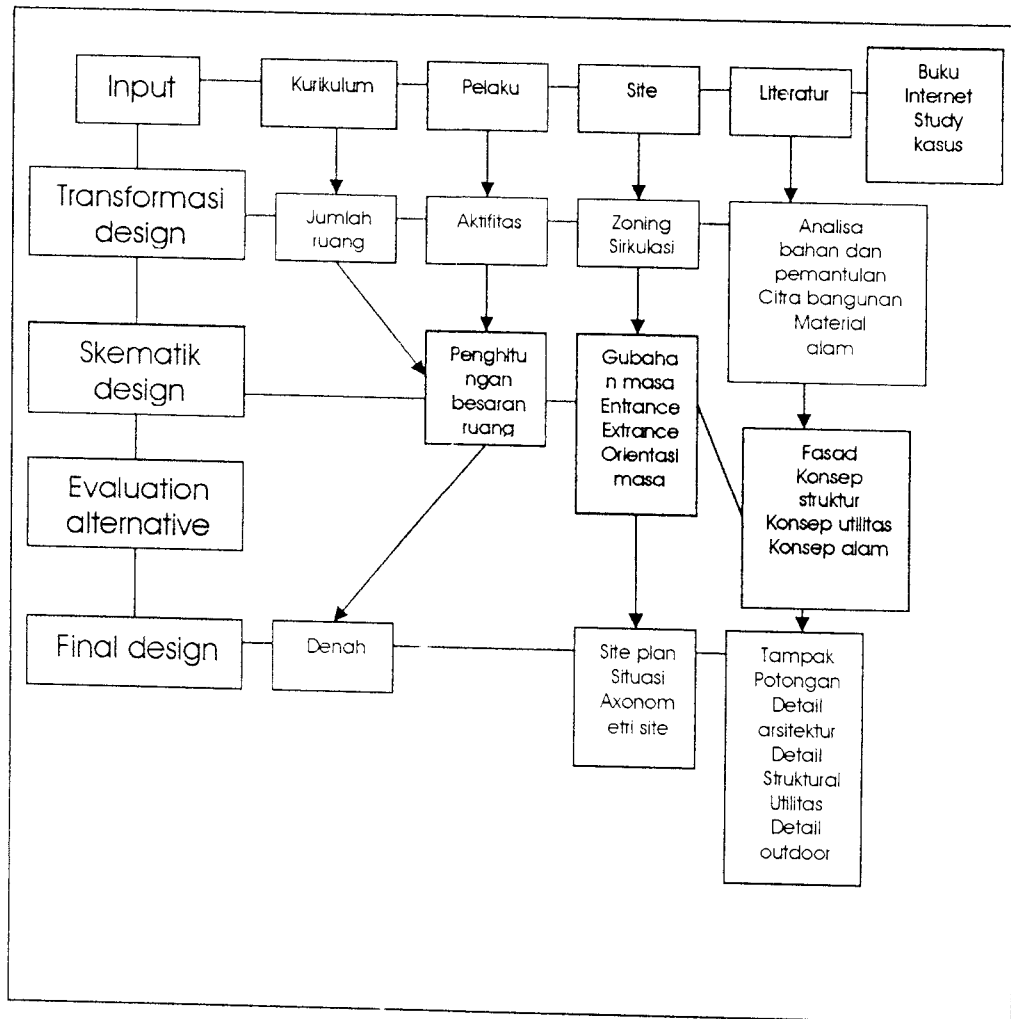 Input
Kurikulum
Pelaku
Site
Literatur
Buku
Internet
Study
kasus
Transformasi
design
Jumlah
ruang
Aktifitas
Zoning
Sirkulasi
Analisa
bahan dan
pemantulan
Citra bangunan
Material
alam
Skematik
design
Penghitu
ngan
besaran
ruang
Gubaha
n masa
Entrance
Extrance
Orientasi
masa
Fasad
Konsep
struktur
Konsep utilitas
Konsep alam
Evaluation
alternative
Final design
Denah
Site plan
Situasi
Axonom
etri site
Tampak
Potongan
Detail
arsitektur
Detail
Struktural
Utilitas
Detail
outdoor